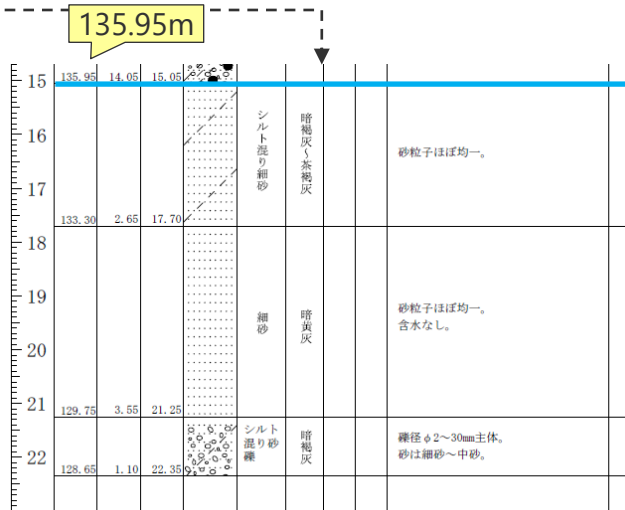 135.95m
15
135.95 14.05 15.05
シルト混り細砂
暗褐灰～茶褐灰
砂粒子ほぼ均一。
16
17
133.30 2.65 17.70
18
19
細砂
暗黄灰
砂粒子ほぼ均一。
含水なし。
20
21
129.75 3.55 21.25
シルト
混り砂
礫
暗褐灰
礫径φ2～30mm主体。
砂は細砂～中砂。
22
128.65 1.10 22.35